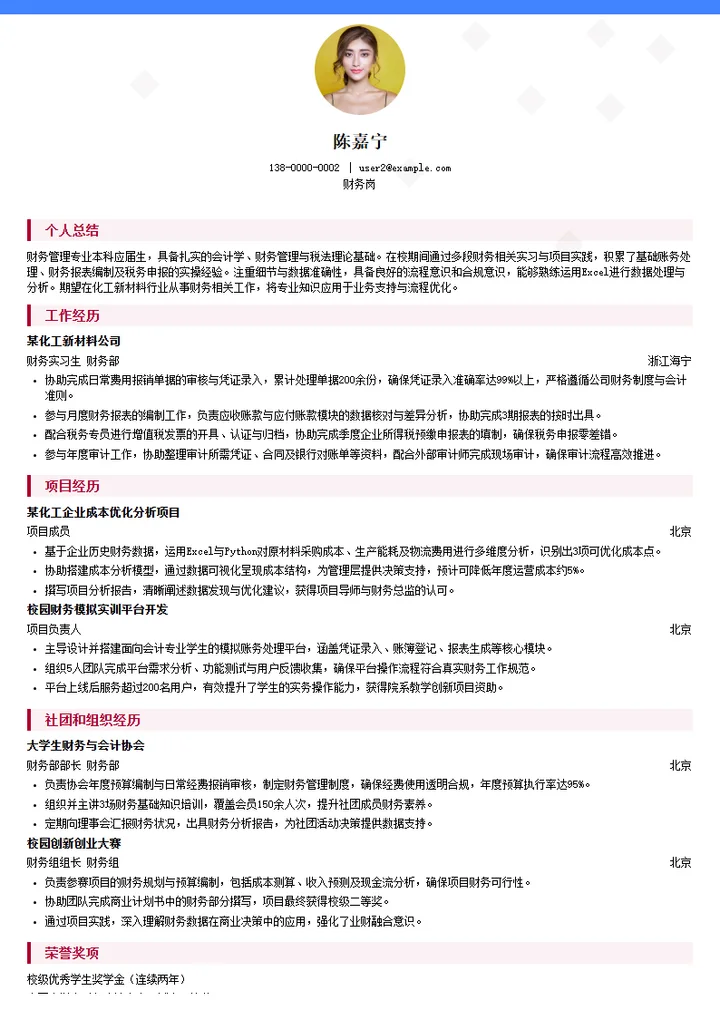 陈嘉宁
138-0000-0002 | user2@example.com
财务岗
个人总结
财务管理专业本科应届生，具备扎实的会计学、财务管理与税法理论基础。在校期间通过多段财务相关实习与项目实践，积累了基础账务处
理、财务报表编制及税务申报的实操经验。注重细节与数据准确性，具备良好的流程意识和合规意识，能够熟练运用Excel进行数据处理与
分析。期望在化工新材料行业从事财务相关工作，将专业知识应用于业务支持与流程优化。
工作经历
某化工新材料公司
财务实习生 财务部 浙江海宁
• 协助完成日常费用报销单据的审核与凭证录入，累计处理单据200余份，确保凭证录入准确率达99%以上，严格遵循公司财务制度与会计
准则。
• 参与月度财务报表的编制工作，负责应收账款与应付账款模块的数据核对与差异分析，协助完成3期报表的按时出具。
• 配合税务专员进行增值税发票的开具、认证与归档，协助完成季度企业所得税预缴申报表的填制，确保税务申报零差错。
• 参与年度审计工作，协助整理审计所需凭证、合同及银行对账单等资料，配合外部审计师完成现场审计，确保审计流程高效推进。
项目经历
某化工企业成本优化分析项目
项目成员 北京
• 基于企业历史财务数据，运用Excel与Python对原材料采购成本、生产能耗及物流费用进行多维度分析，识别出3项可优化成本点。
• 协助搭建成本分析模型，通过数据可视化呈现成本结构，为管理层提供决策支持，预计可降低年度运营成本约5%。
• 撰写项目分析报告，清晰阐述数据发现与优化建议，获得项目导师与财务总监的认可。
校园财务模拟实训平台开发
项目负责人 北京
• 主导设计并搭建面向会计专业学生的模拟账务处理平台，涵盖凭证录入、账簿登记、报表生成等核心模块。
• 组织5人团队完成平台需求分析、功能测试与用户反馈收集，确保平台操作流程符合真实财务工作规范。
• 平台上线后服务超过200名用户，有效提升了学生的实务操作能力，获得院系教学创新项目资助。
社团和组织经历
大学生财务与会计协会
财务部部长 财务部 北京
• 负责协会年度预算编制与日常经费报销审核，制定财务管理制度，确保经费使用透明合规，年度预算执行率达95%。
• 组织并主讲3场财务基础知识培训，覆盖会员150余人次，提升社团成员财务素养。
• 定期向理事会汇报财务状况，出具财务分析报告，为社团活动决策提供数据支持。
校园创新创业大赛
财务组组长 财务组 北京
• 负责参赛项目的财务规划与预算编制，包括成本测算、收入预测及现金流分析，确保项目财务可行性。
• 协助团队完成商业计划书中的财务部分撰写，项目最终获得校级二等奖。
• 通过项目实践，深入理解财务数据在商业决策中的应用，强化了业财融合意识。
荣誉奖项
校级优秀学生奖学金（连续两年）